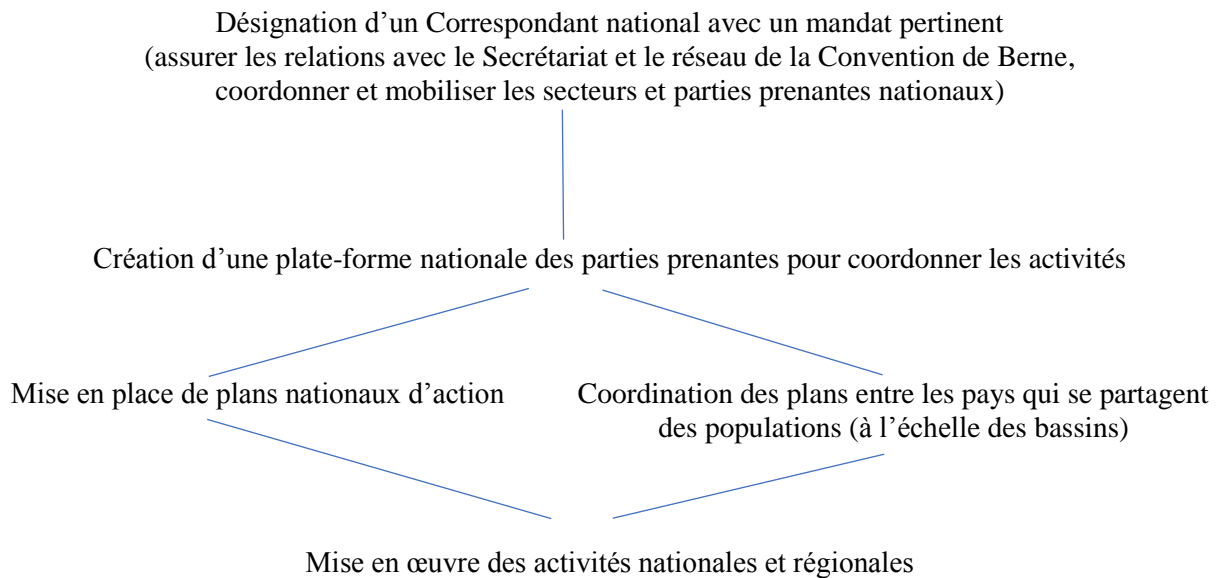 Désignation d’un Correspondant national avec un mandat pertinent
(assurer les relations avec le Secrétariat et le réseau de la Convention de Berne,
coordonner et mobiliser les secteurs et parties prenantes nationaux)
Création d’une plate-forme nationale des parties prenantes pour coordonner les activités
Mise en place de plans nationaux d’action
Coordination des plans entre les pays qui se partagent
des populations (à l’échelle des bassins)
Mise en œuvre des activités nationales et régionales